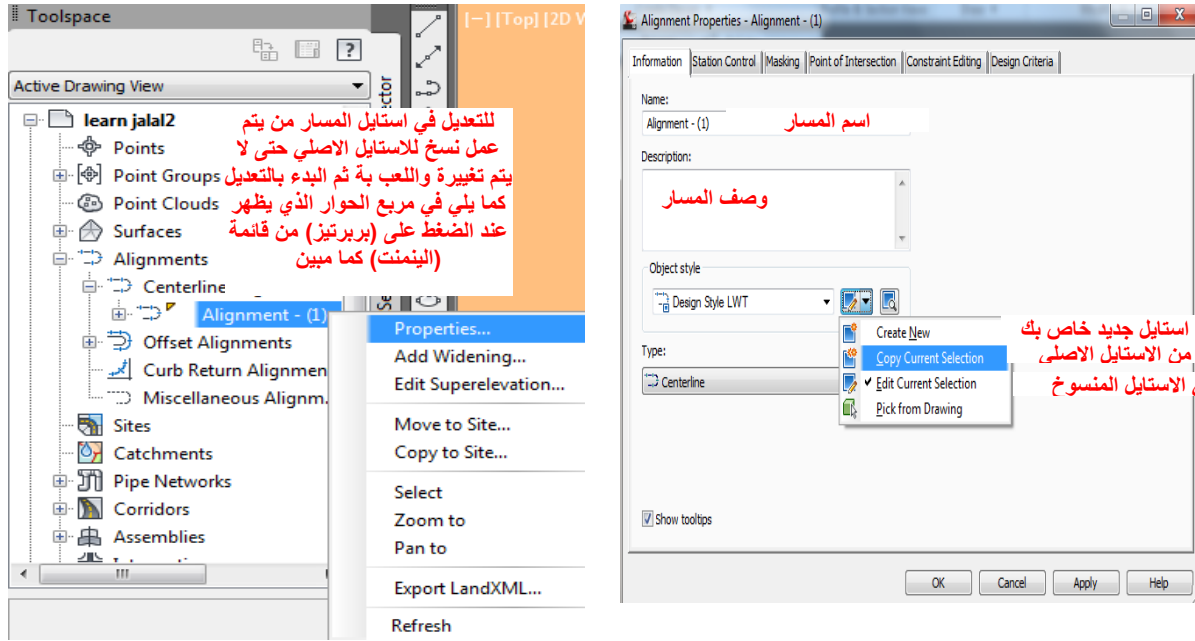 Toolspace
Active Drawing View
learn jalal2
Points
Point Groups
Point Clouds
Surfaces
Alignments
Centerline
Alignment - (1)
Offset Alignments
Curb Return Alignmen
Miscellaneous Alignm.
Sites
Catchments
Pipe Networks
Corridors
Assemblies
للتعديل في استايل المسار من يتم
عمل نسخ للاستايل الاصلي حتى لا
يتم تغييرة واللعب بة ثم البدء بالتعديل
كما يلي في مربع الحوار الذي يظهر
عند الضغط على (بربرتيز) من قائمة
(الينمنت) كما مبين
[−] [Top] [2D W
Properties...
Add Widening...
Edit Superelevation...
Move to Site...
Copy to Site...
Select
Zoom to
Pan to
Export LandXML...
Refresh
Alignment Properties - Alignment - (1)
Information Station Control Masking Point of Intersection Constraint Editing Design Criteria
Name:
Alignment - (1)
اسم المسار
Description:
وصف المسار
Object style
Design Style LWT
Type:
Centerline
Create New
Copy Current Selection
Edit Current Selection
Pick from Drawing
استايل جديد خاص بك
من الاستايل الاصلى
الاستايل المنسوخ
Show tooltips
OK Cancel Apply Help